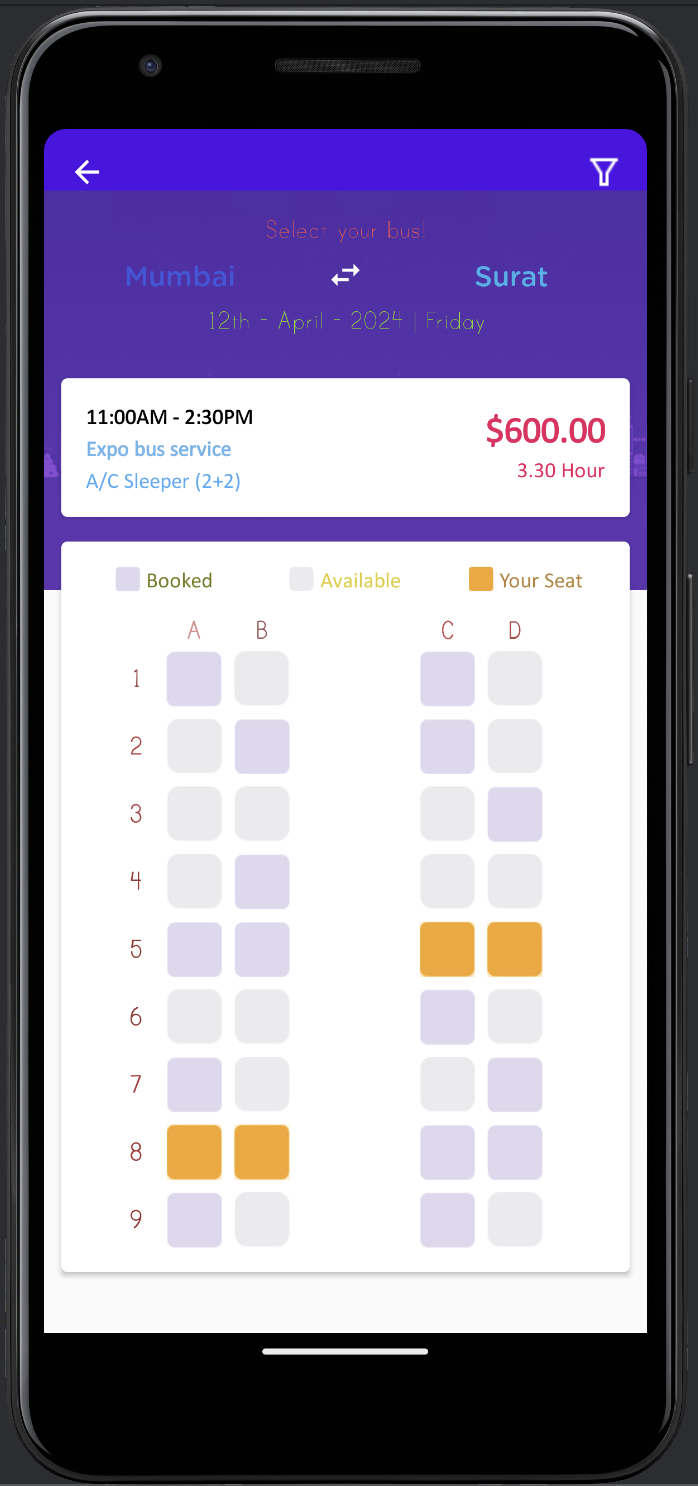 Select your bus!
Mumbai Surat
12th - April - 2024 | Friday
11:00AM - 2:30PM
$600.00
Expo bus service
3.30 Hour
A/C Sleeper (2+2)
Booked Available Your Seat
A B C D
1
2
3
4
5
6
7
8
9